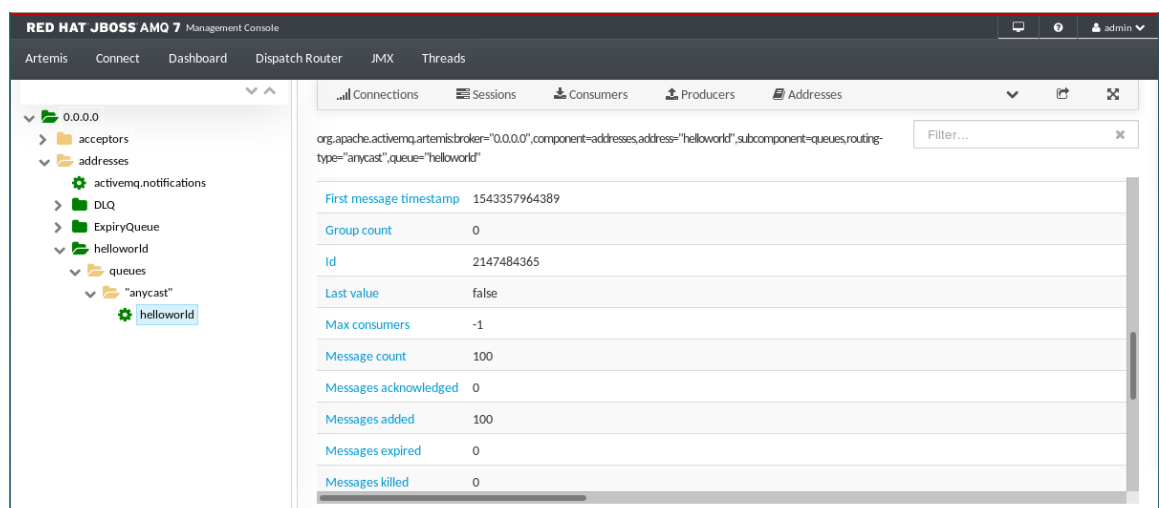 RED HAT JBOSS AMQ 7 Management Console
admin
Artemis Connect Dashboard Dispatch Router JMX Threads
Connections Sessions Consumers Producers Addresses
0.0.0.0
acceptors
addresses
activemq.notifications
DLQ
ExpiryQueue
helloworld
queues
"anycast"
helloworld
org.apache.activemq.artemis:broker="0.0.0.0",component=addresses,address="helloworld",subcomponent=queues,routing-
type="anycast",queue="helloworld"
Filter...
First message timestamp 1543357964389
Group count 0
Id 2147484365
Last value false
Max consumers -1
Message count 100
Messages acknowledged 0
Messages added 100
Messages expired 0
Messages killed 0